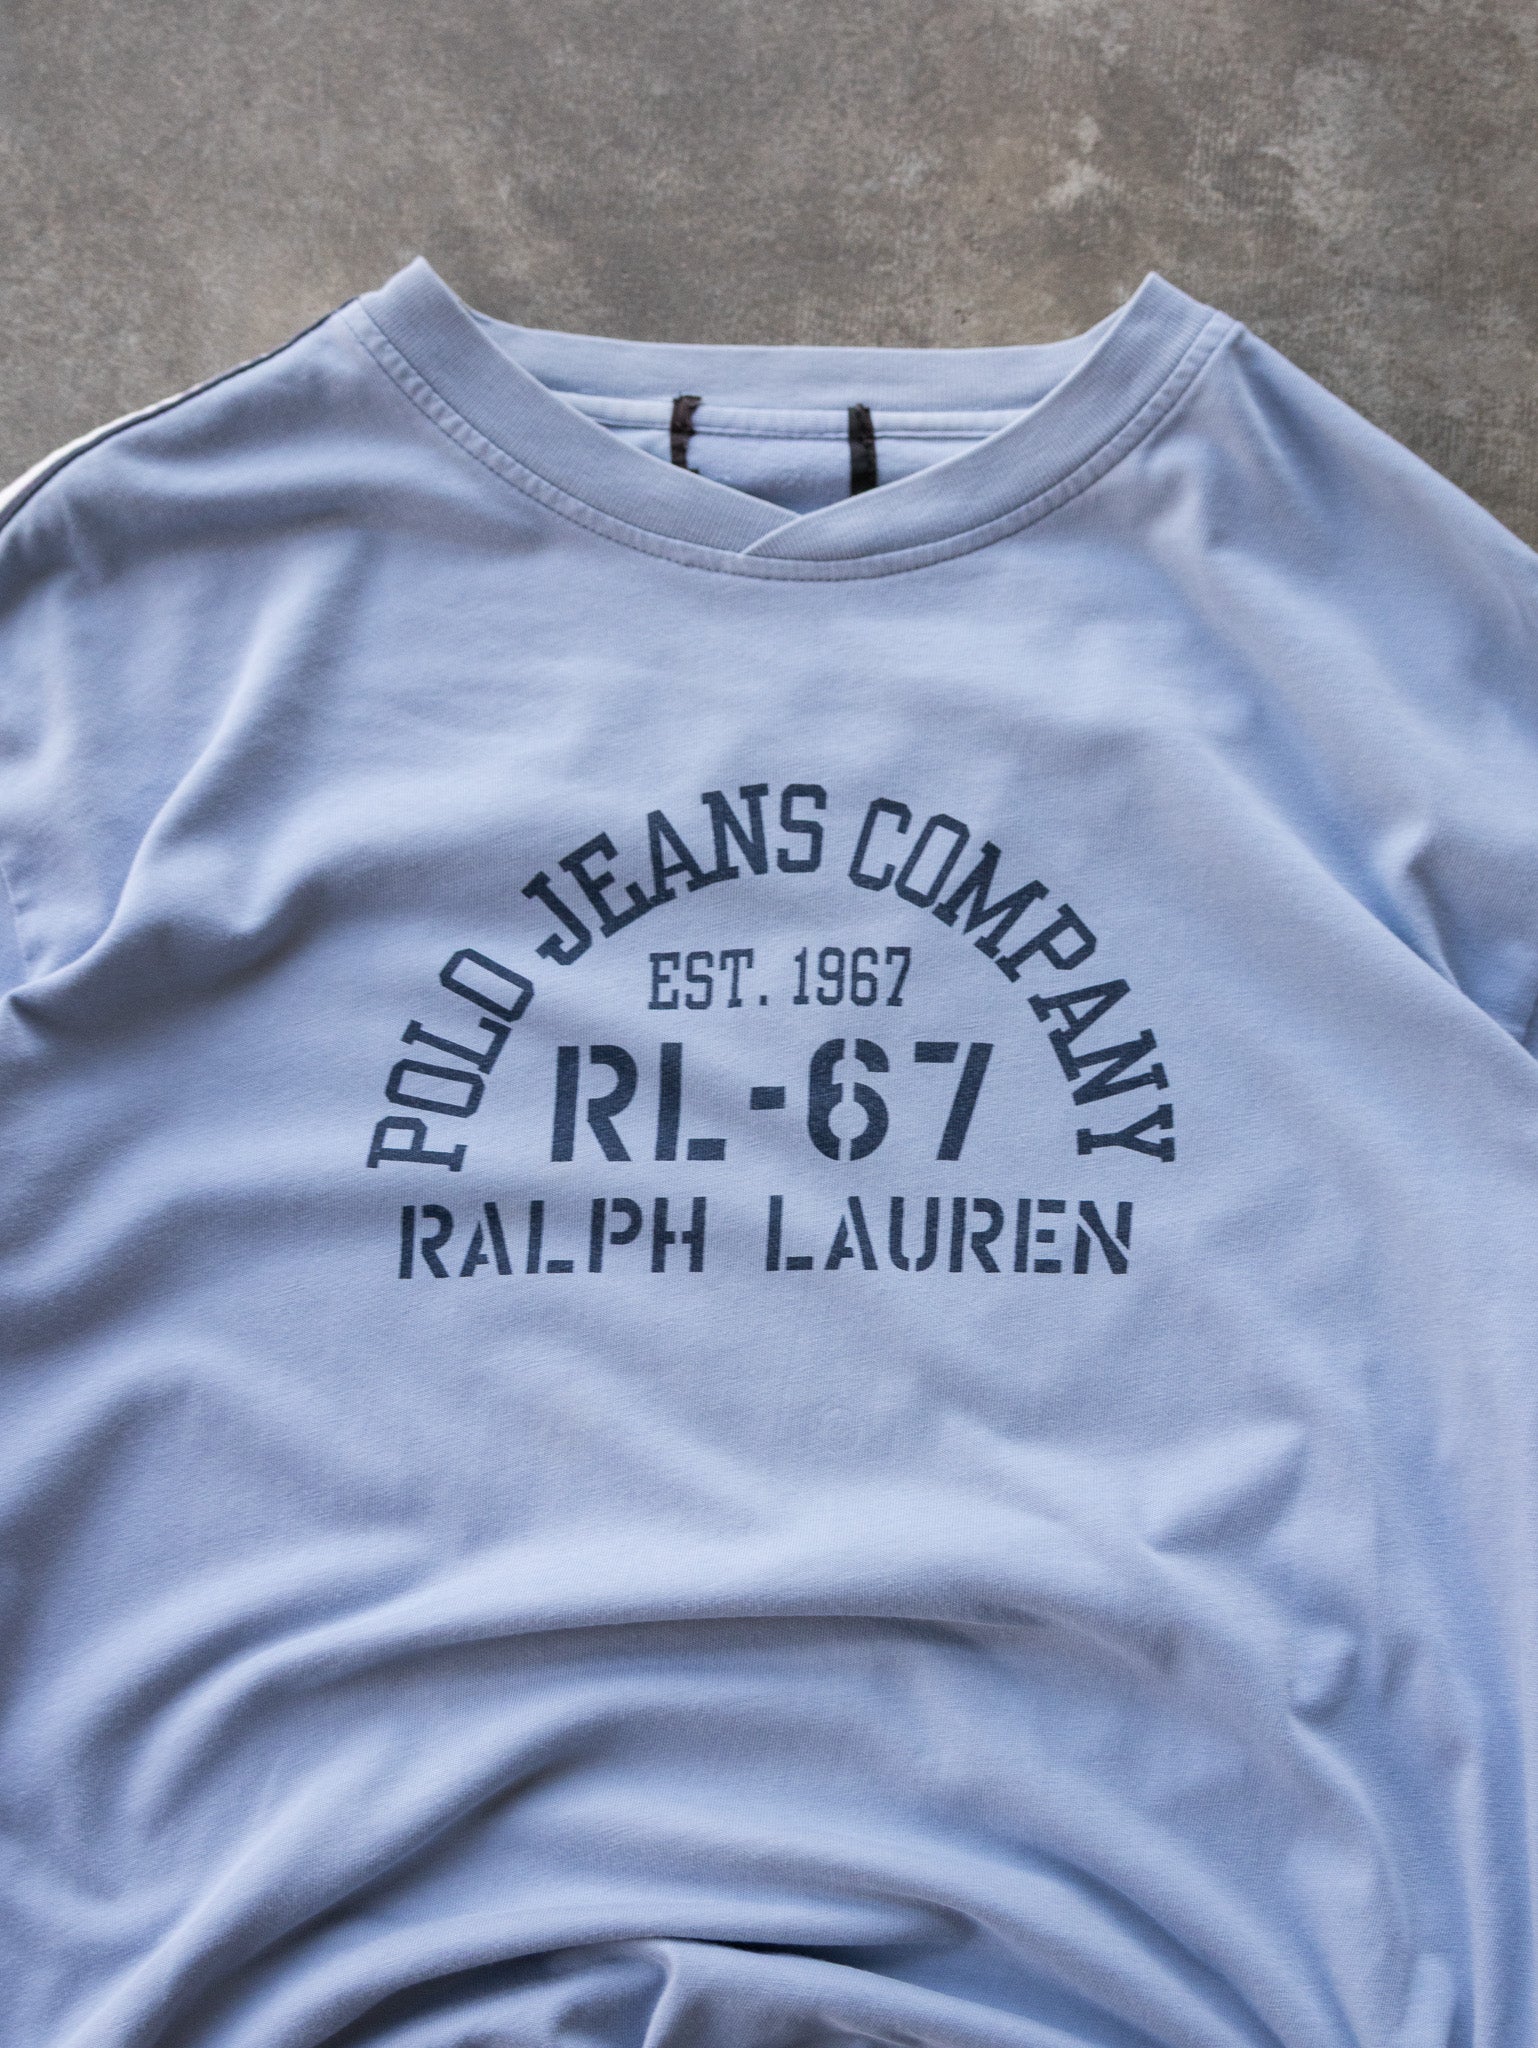 POLO JEANS COMPANY
EST. 1967
RL-67
RALPH LAUREN